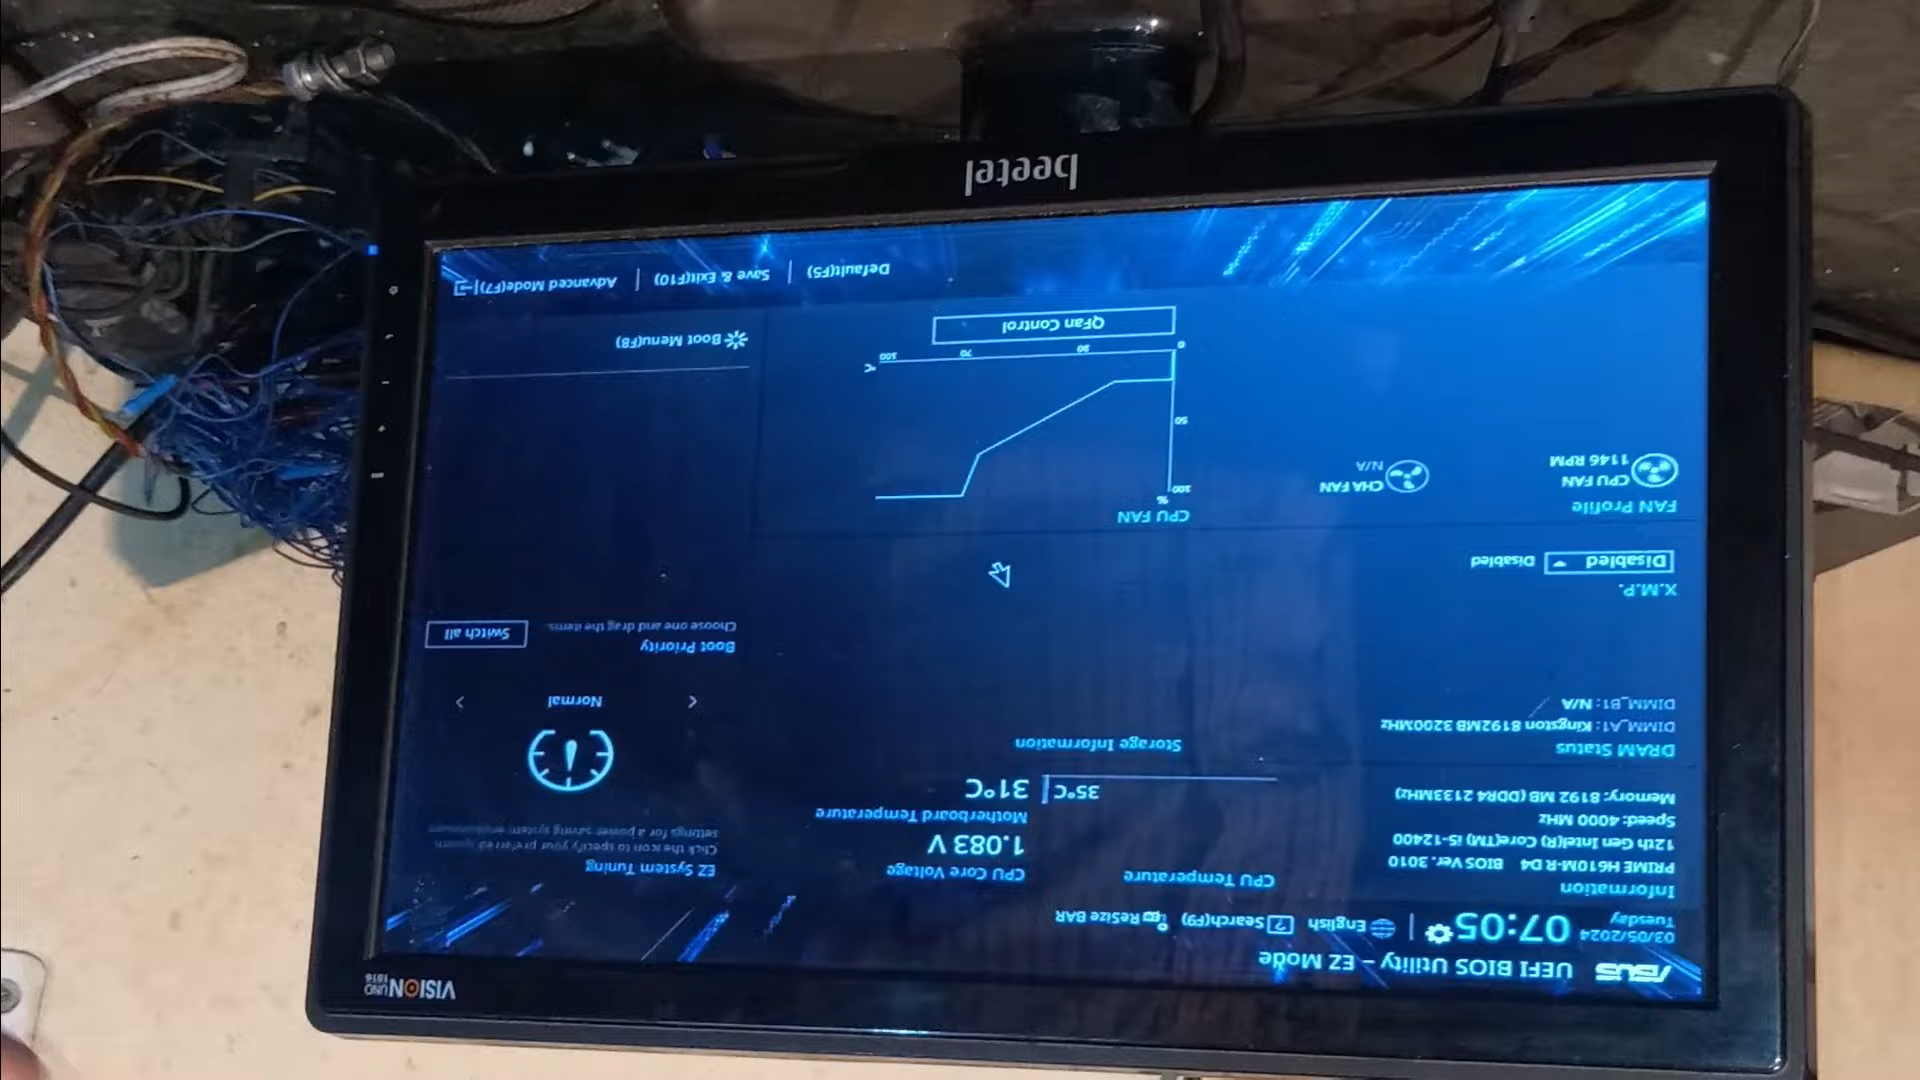 VISION
UNO
1816
ASUS UEFI BIOS Utility – EZ Mode
03/05/2024
Tuesday
07:05
English
Search(F9)
ReSize BAR
Information
PRIME H610M-R D4 BIOS Ver. 3010
12th Gen Intel(R) Core(TM) i5-12400
Speed: 4000 MHz
Memory: 8192 MB (DDR4 2133MHz)
CPU Temperature
35°C
CPU Core Voltage
1.083 V
Motherboard Temperature
31°C
EZ System Tuning
Click the icon to specify your preferred system
settings for a power saving system environment
Normal
DRAM Status
DIMM_A1: Kingston 8192MB 3200MHz
DIMM_B1: N/A
Storage Information
X.M.P.
Disabled
Disabled
Boot Priority
Choose one and drag the items.
Switch all
FAN Profile
CPU FAN
1146 RPM
CHA FAN
N/A
CPU FAN
%
100
50
0
30
70
100
°C
QFan Control
Boot Menu(F8)
Default(F5)
Save & Exit(F10)
Advanced Mode(F7)
beetel